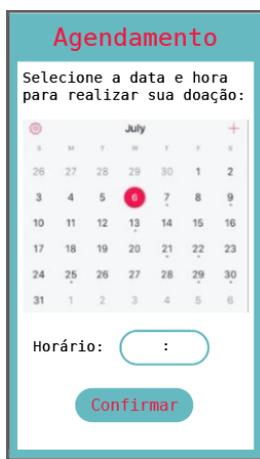 Agendamento
Selecione a data e hora
para realizar sua doação:
July
S M T W T F S
26 27 28 29 30 1 2
3 4 5 6 7 8 9
10 11 12 13 14 15 16
17 18 19 20 21 22 23
24 25 26 27 28 29 30
31 1 2 3 4 5 6
Horário: :
Confirmar